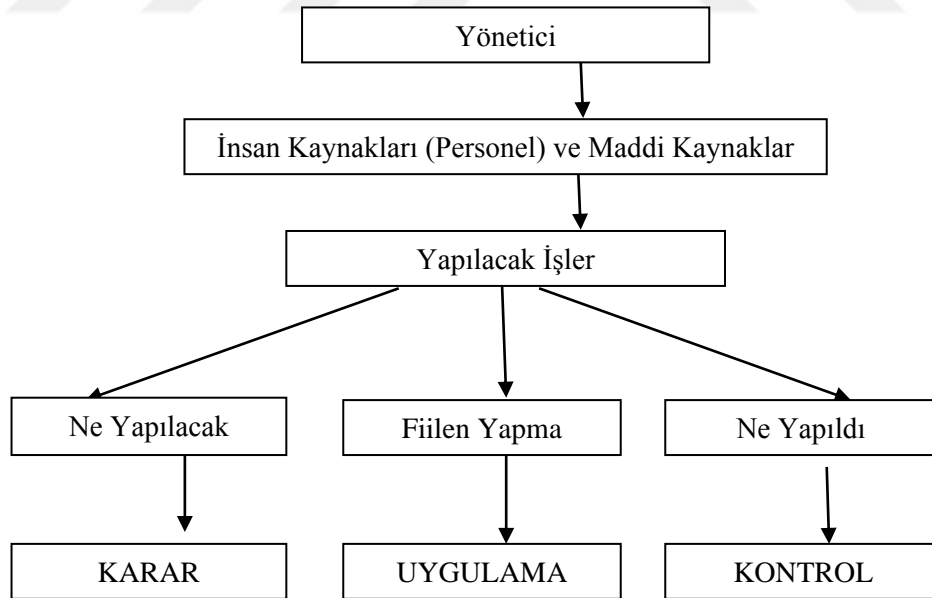 Yönetici
İnsan Kaynakları (Personel) ve Maddi Kaynaklar
Yapılacak İşler
Ne Yapılacak
Fiilen Yapma
Ne Yapıldı
KARAR
UYGULAMA
KONTROL